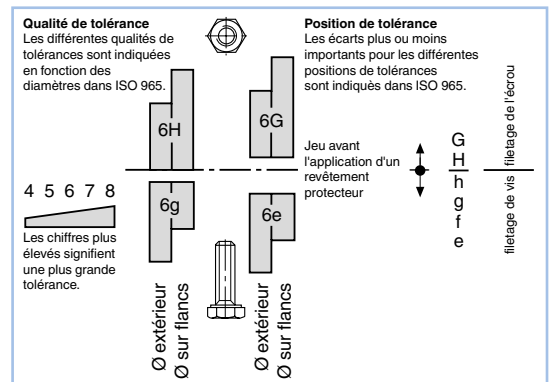 Qualité de tolérance
Les différentes qualités de
tolérances sont indiquées
en fonction des
diamètres dans ISO 965.
Position de tolérance
Les écarts plus ou moins
importants pour les différentes
positions de tolérances
sont indiquès dans ISO 965.
6H
6G
Jeu avant
l'application d'un
revêtement
protecteur
G
H
h
g
f
e
filetage de l'écrou
filetage de vis
4 5 6 7 8
Les chiffres plus
élevés signifient
une plus grande
tolérance.
6g
6e
Ø extérieur
Ø sur flancs
Ø extérieur
Ø sur flancs